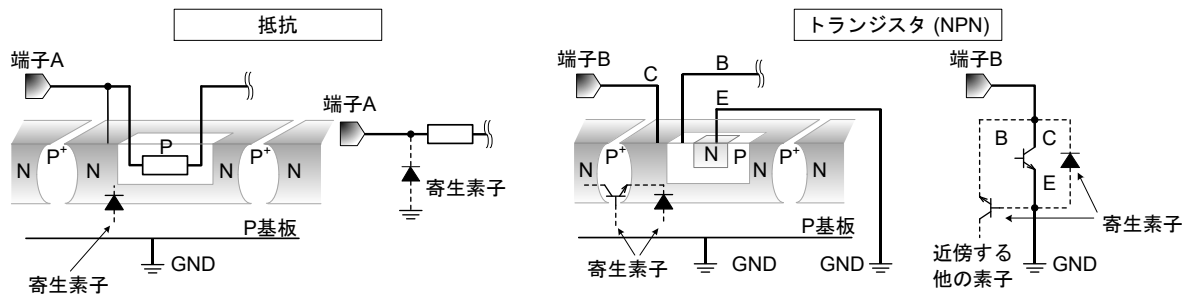 抵抗
端子A
端子A
N
P+
N
P
N
P+
N
寄生素子
P基板
GND
寄生素子
トランジスタ (NPN)
端子B
C
B
E
N
P+
N
N
P
N
P+
N
P基板
寄生素子
GND
GND
端子B
B
C
E
寄生素子
近傍する
他の素子
GND